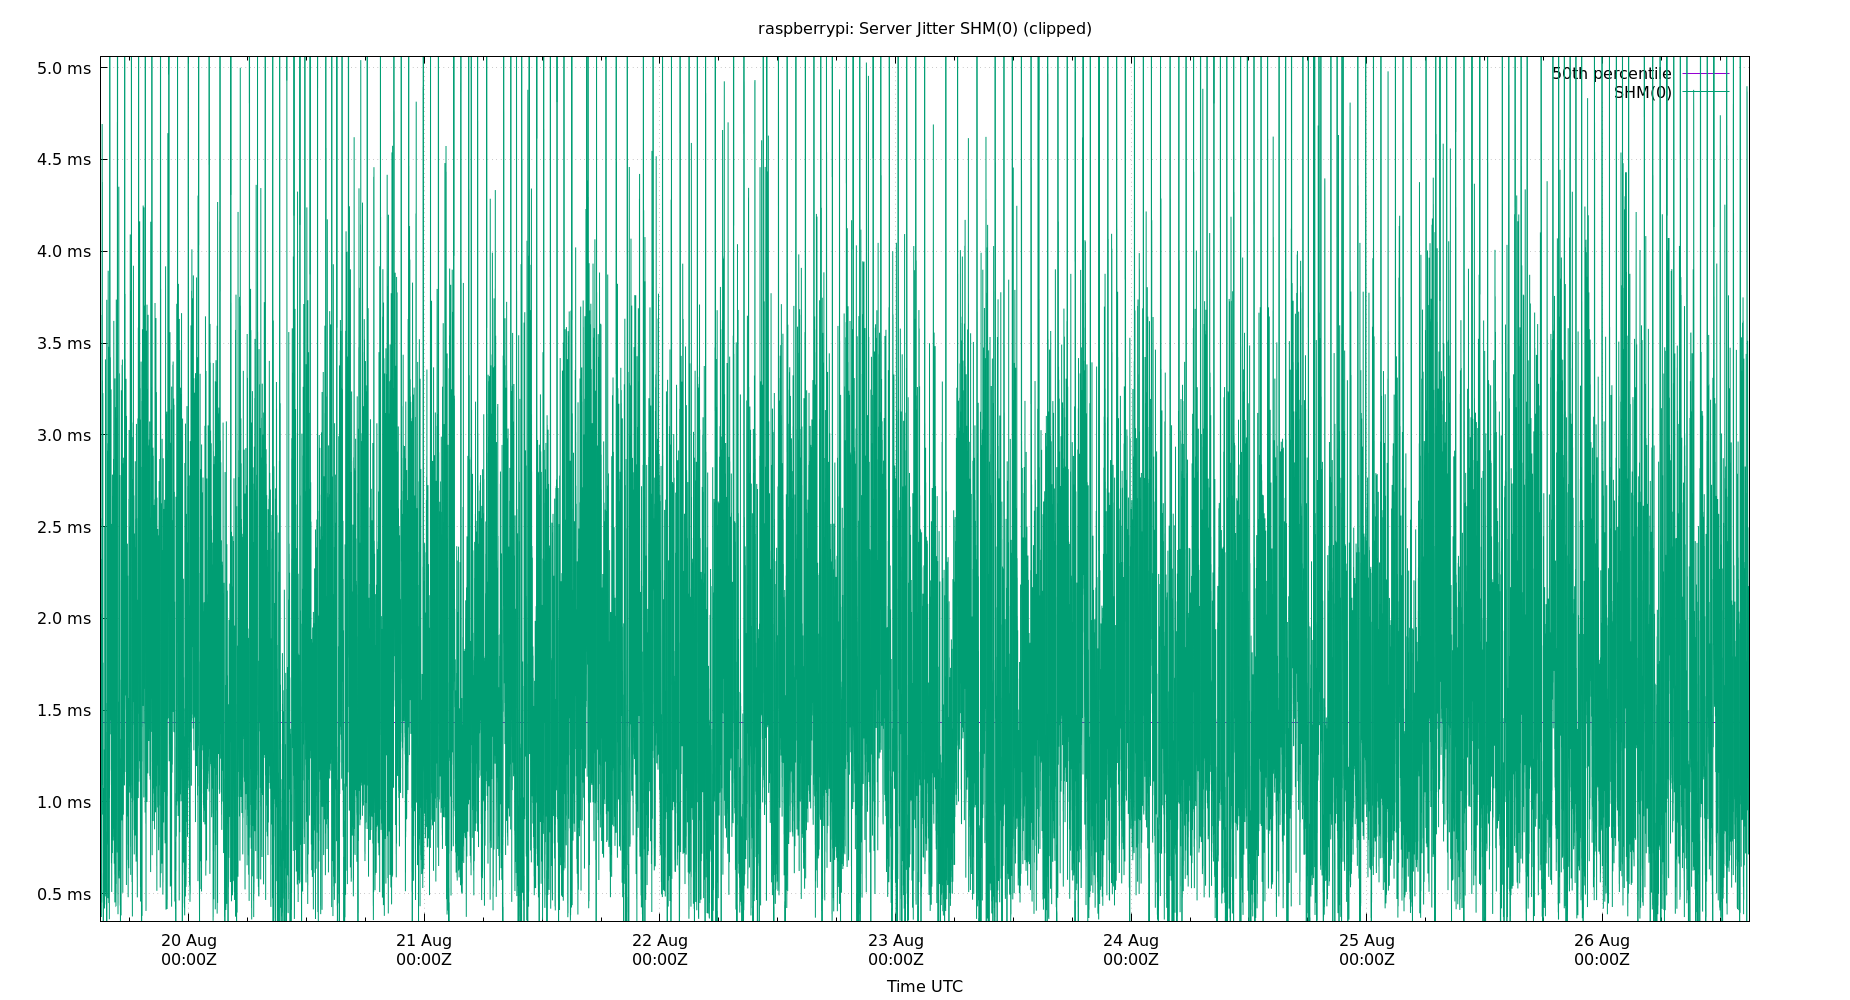 raspberrypi: Server Jitter SHM(0) (clipped)
5.0 ms
50th percentile
SHM(0)
4.5 ms
4.0 ms
3.5 ms
3.0 ms
2.5 ms
2.0 ms
1.5 ms
1.0 ms
0.5 ms
20 Aug 21 Aug 22 Aug 23 Aug 24 Aug 25 Aug 26 Aug
00:00Z 00:00Z 00:00Z 00:00Z 00:00Z 00:00Z 00:00Z
Time UTC